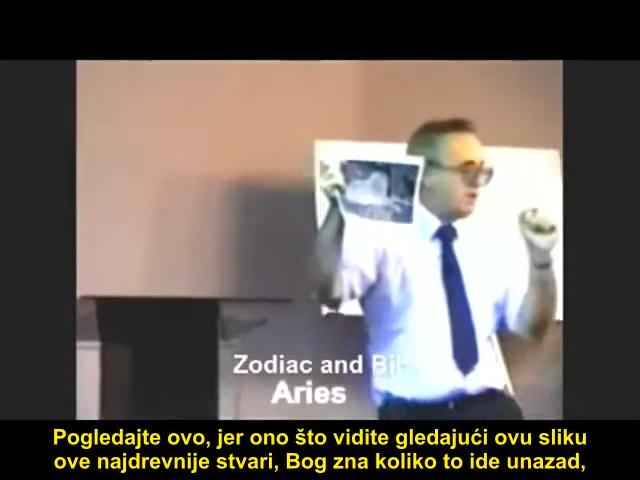 Zodiac and Bib
Aries
Pogledajte ovo, jer ono što vidite gledajući ovu sliku
ove najdrevnije stvari, Bog zna koliko to ide unazad,